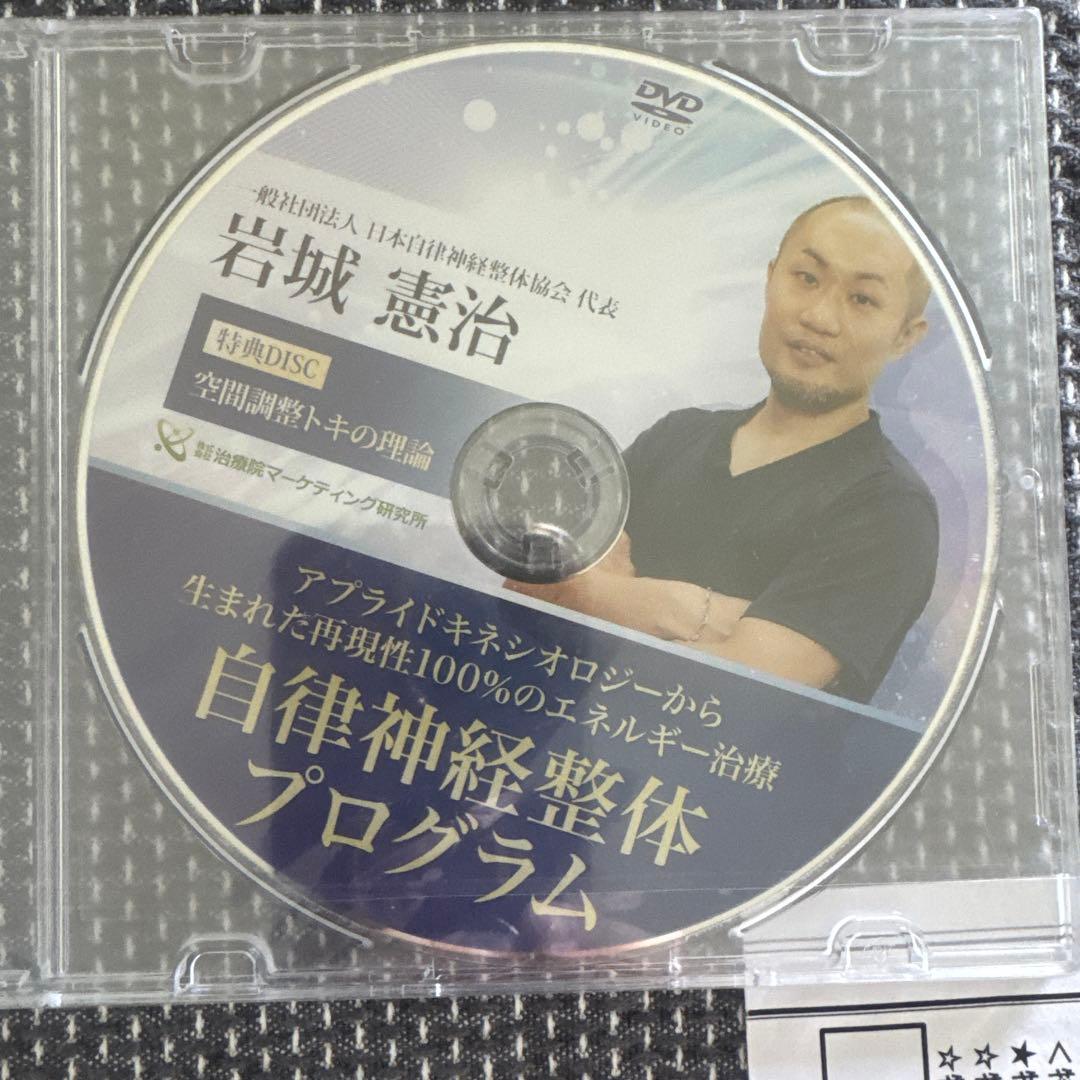 DVD
VIDEO
一般社団法人 日本自律神経整体協会 代表
岩城 憲治
特典DISC
空間調整トキの理論
株式会社治療院マーケティング研究所
アプライドキネシオロジーから
生まれた再現性100%のエネルギー治療
自律神経整体
プログラム